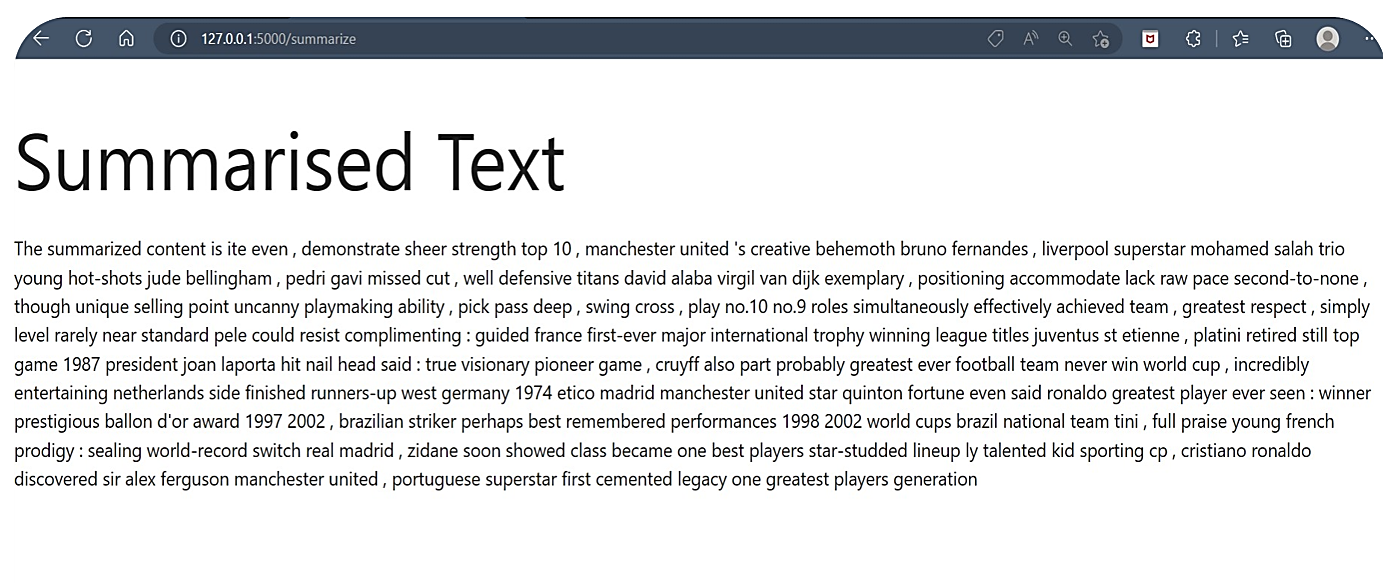 127.0.0.1:5000/summarize
Summarised Text
The summarized content is ite even , demonstrate sheer strength top 10 , manchester united 's creative behemoth bruno fernandes , liverpool superstar mohamed salah trio
young hot-shots jude bellingham , pedri gavi missed cut , well defensive titans david alaba virgil van dijk exemplary , positioning accommodate lack raw pace second-to-none ,
though unique selling point uncanny playmaking ability , pick pass deep , swing cross , play no.10 no.9 roles simultaneously effectively achieved team , greatest respect , simply
level rarely near standard pele could resist complimenting : guided france first-ever major international trophy winning league titles juventus st etienne , platini retired still top
game 1987 president joan laporta hit nail head said : true visionary pioneer game , cruyff also part probably greatest ever football team never win world cup , incredibly
entertaining netherlands side finished runners-up west germany 1974 etico madrid manchester united star quinton fortune even said ronaldo greatest player ever seen : winner
prestigious ballon d'or award 1997 2002 , brazilian striker perhaps best remembered performances 1998 2002 world cups brazil national team tini , full praise young french
prodigy : sealing world-record switch real madrid , zidane soon showed class became one best players star-studded lineup ly talented kid sporting cp , cristiano ronaldo
discovered sir alex ferguson manchester united , portuguese superstar first cemented legacy one greatest players generation